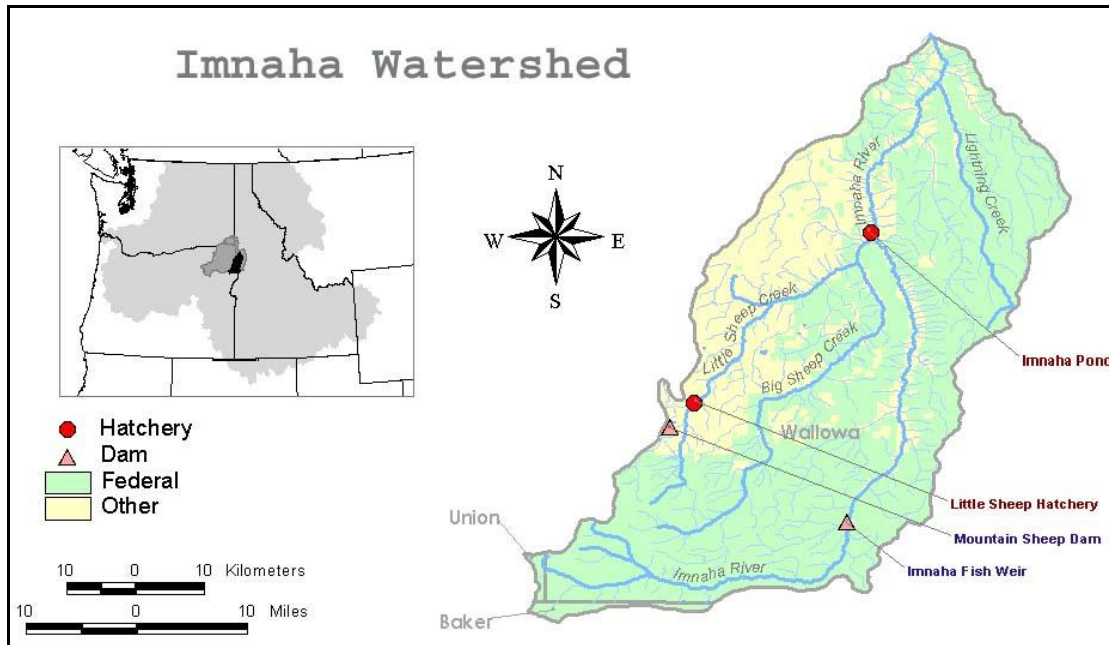 Imnaha Watershed
N
W
E
S
Imnaha River
Lightning Creek
Little Sheep Creek
Big Sheep Creek
Imnaha Pond
Wallowa
Hatchery
Dam
Federal
Other
Little Sheep Hatchery
Mountain Sheep Dam
Imnaha Fish Weir
Union
Imnaha River
Baker
10 0 10 Kilometers
10 0 10 Miles